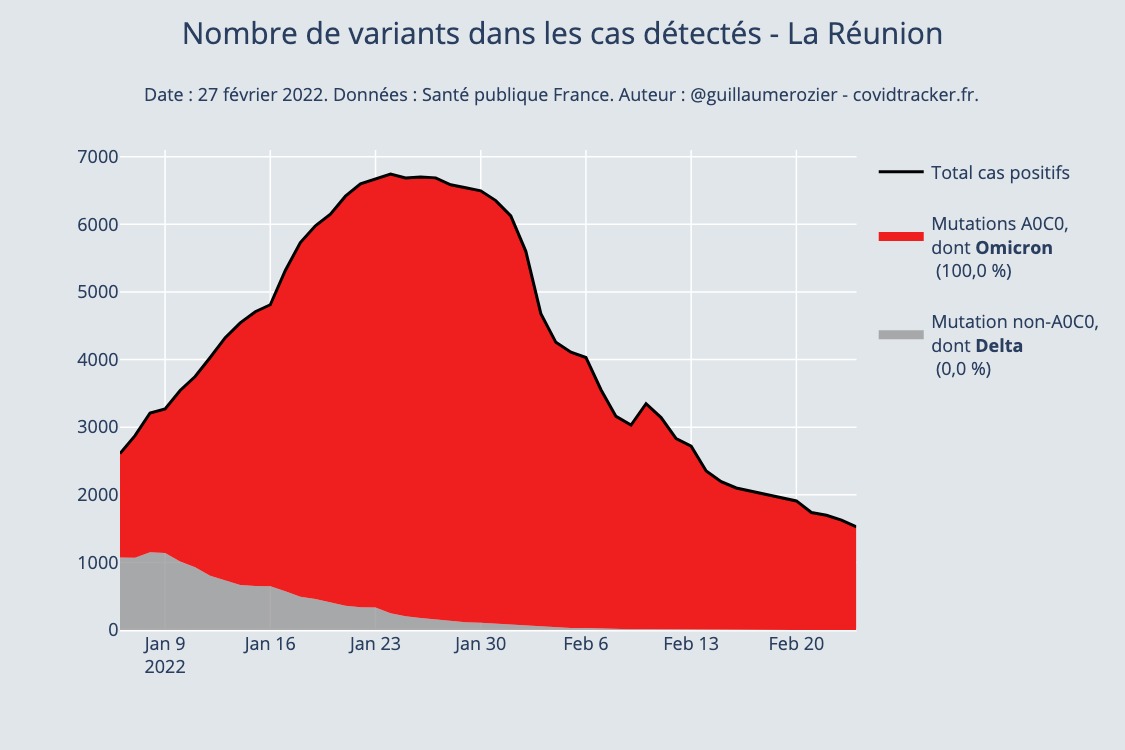 Nombre de variants dans les cas détectés - La Réunion
Date : 27 février 2022. Données : Santé publique France. Auteur : @guillaumerozier - covidtracker.fr.
7000
6000
5000
4000
3000
2000
1000
0
Jan 9
2022
Jan 16
Jan 23
Jan 30
Feb 6
Feb 13
Feb 20
Total cas positifs
Mutations A0C0,
dont Omicron
(100,0 %)
Mutation non-A0C0,
dont Delta
(0,0 %)